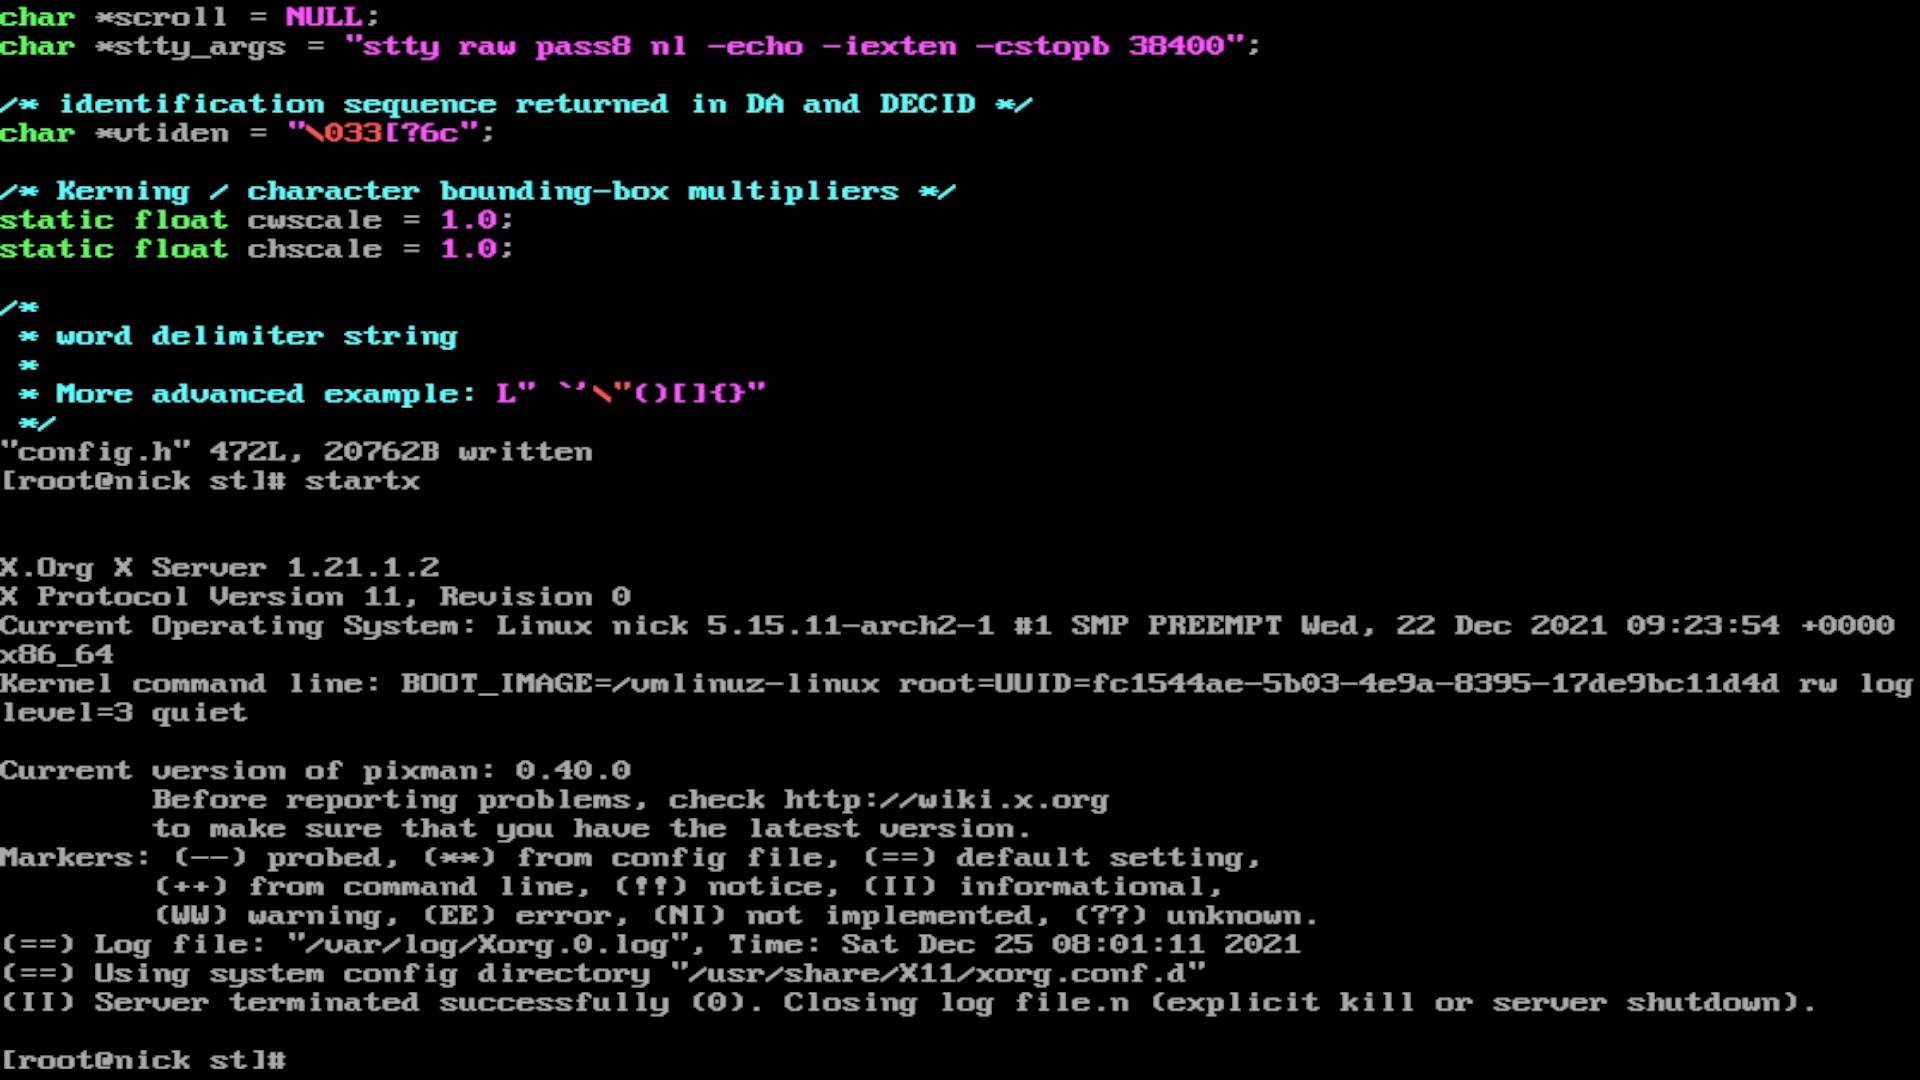 char *scroll = NULL;
char *stty_args = "stty raw pass8 nl -echo -iexten -cstopb 38400";
/* identification sequence returned in DA and DECID */
char *vtiden = "\033[?6c";
/* Kerning / character bounding-box multipliers */
static float cwscale = 1.0;
static float chscale = 1.0;
/*
 * word delimiter string
 *
 * More advanced example: L" `'\"()[]{}"
 */
"config.h" 472L, 20762B written
[root@nick st]# startx
X.Org X Server 1.21.1.2
X Protocol Version 11, Revision 0
Current Operating System: Linux nick 5.15.11-arch2-1 #1 SMP PREEMPT Wed, 22 Dec 2021 09:23:54 +0000
x86_64
Kernel command line: BOOT_IMAGE=/vmlinuz-linux root=UUID=fc1544ae-5b03-4e9a-8395-17de9bc11d4d rw log
level=3 quiet
Current version of pixman: 0.40.0
        Before reporting problems, check http://wiki.x.org
        to make sure that you have the latest version.
Markers: (--) probed, (**) from config file, (==) default setting,
        (++) from command line, (!!) notice, (II) informational,
        (WW) warning, (EE) error, (NI) not implemented, (??) unknown.
(==) Log file: "/var/log/Xorg.0.log", Time: Sat Dec 25 08:01:11 2021
(==) Using system config directory "/usr/share/X11/xorg.conf.d"
(II) Server terminated successfully (0). Closing log file.n (explicit kill or server shutdown).
[root@nick st]#